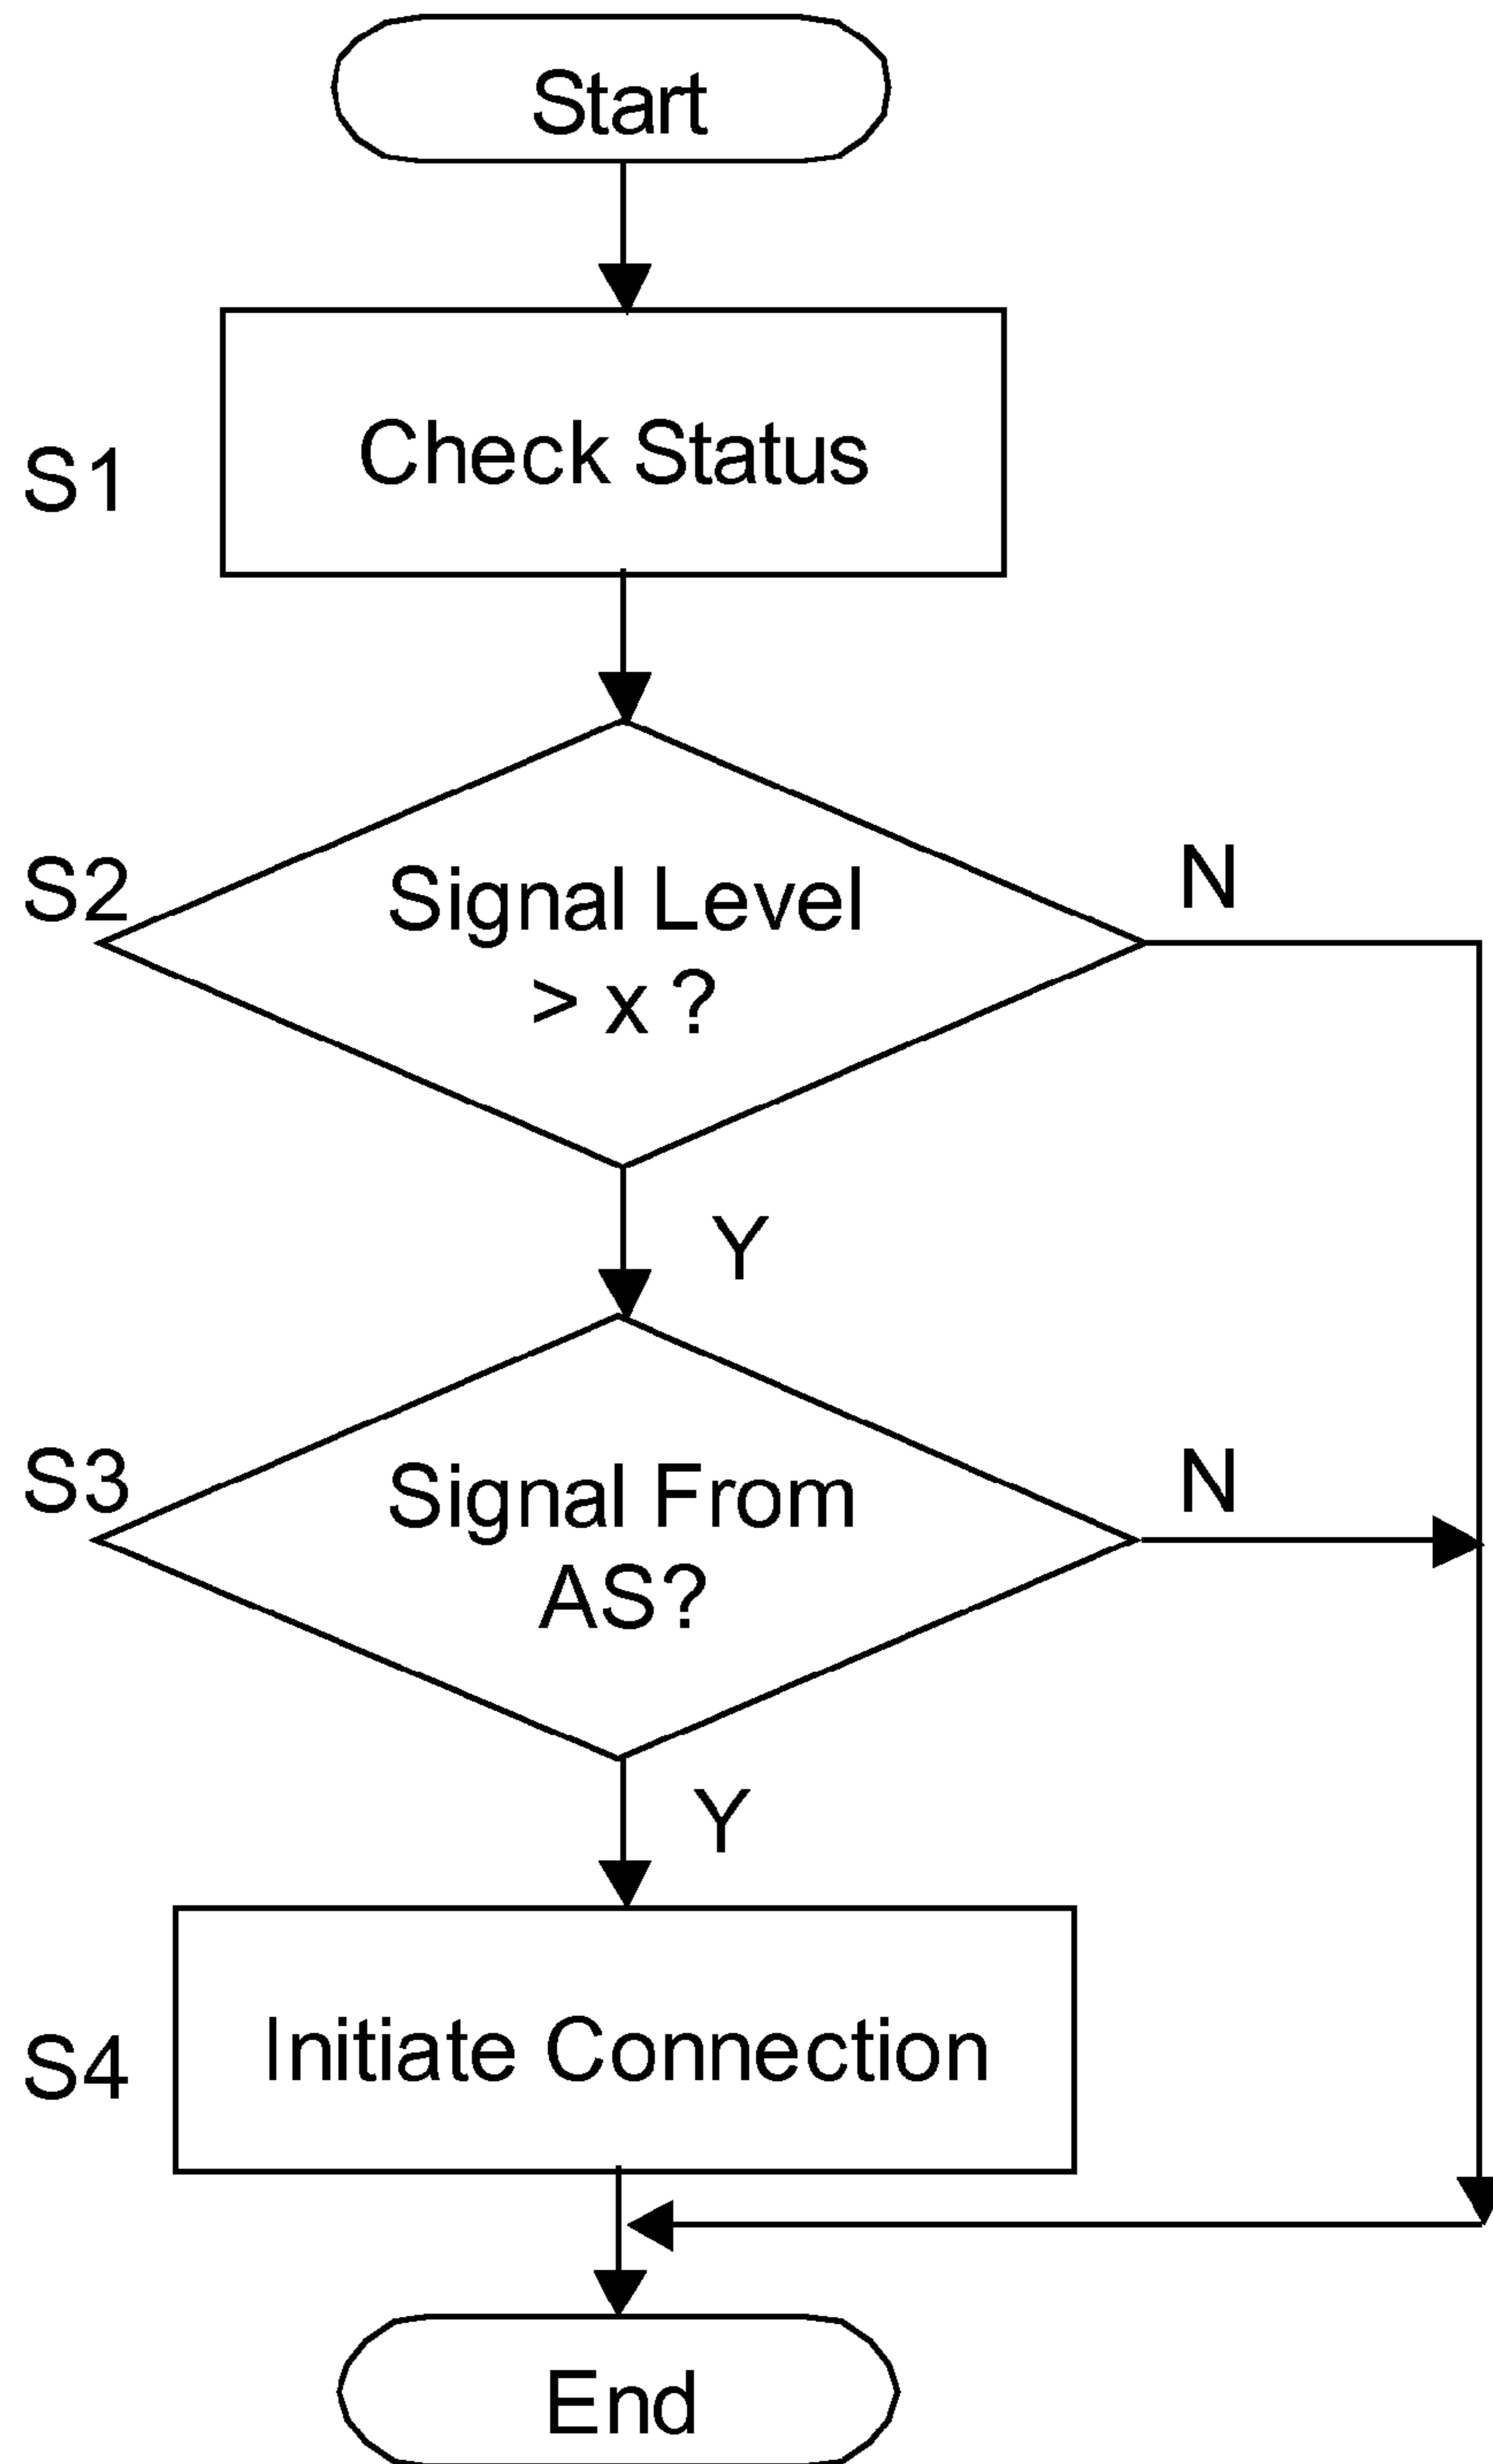 Start
S1
Check Status
S2
Signal Level
> x ?
N
Y
S3
Signal From
AS?
N
Y
S4
Initiate Connection
End